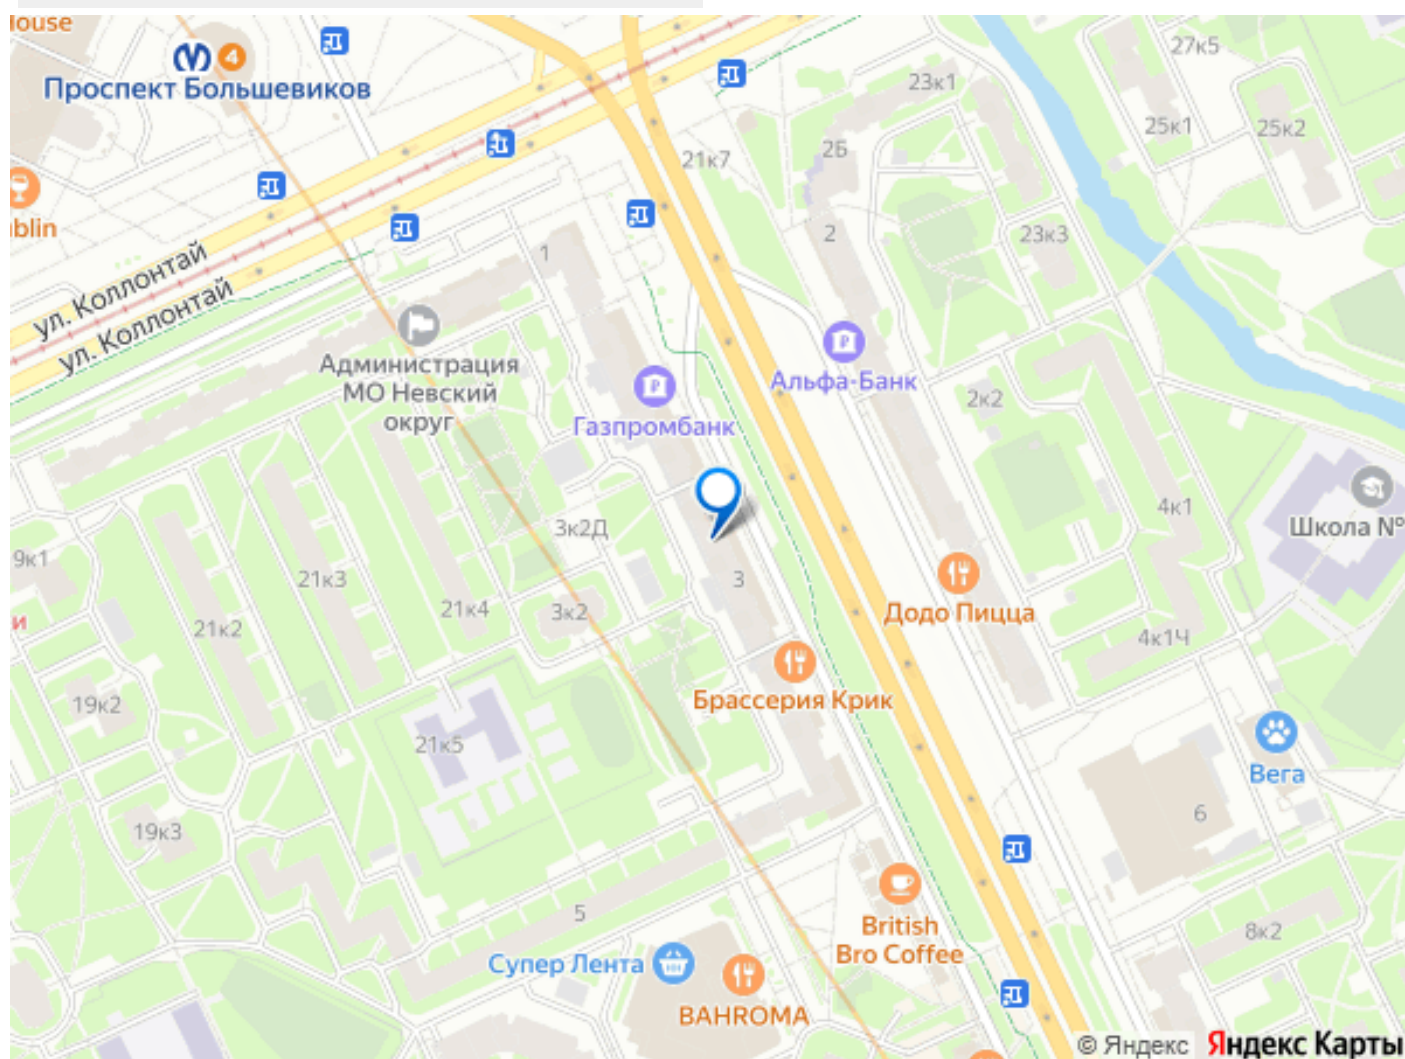 ouse
4
Проспект Большевиков
blin
ул. Коллонтай
ул. Коллонтай
27к5
23к1
25к1
25к2
2Б
21к7
2
23к3
1
Администрация
МО Невский
округ
Газпромбанк
Альфа-Банк
2к2
4к1
Школа №
3к2Д
9к1
21к3
3
21к4
3к2
и
21к2
Додо Пицца
4к1Ч
19к2
Брассерия Крик
21к5
Вега
6
19к3
5
British
Bro Coffee
8к2
Супер Лента
BAHROMA
© Яндекс Яндекс Карты